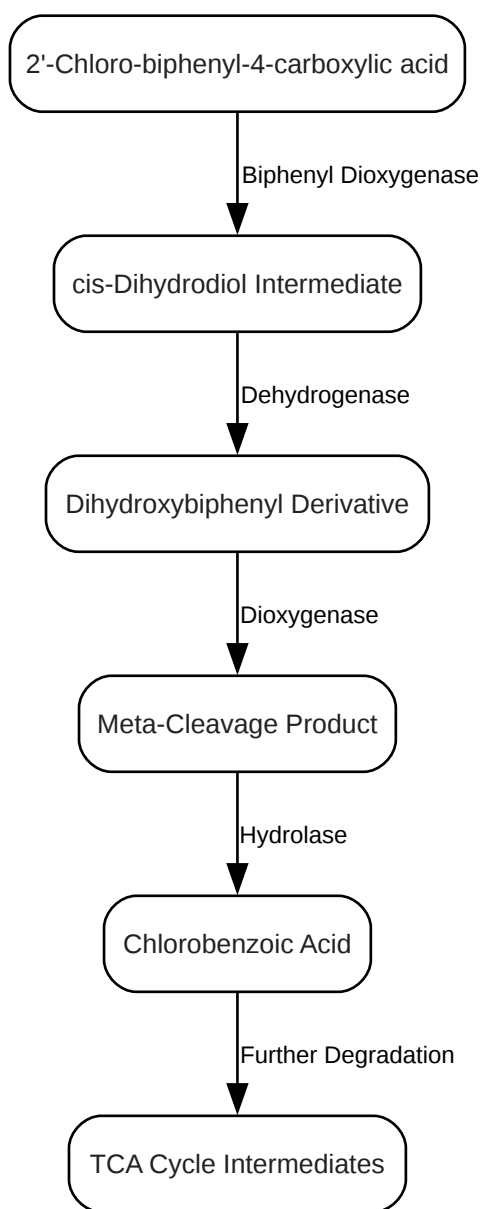 2'-Chloro-biphenyl-4-carboxylic acid
Biphenyl Dioxygenase
cis-Dihydrodiol Intermediate
Dehydrogenase
Dihydroxybiphenyl Derivative
Dioxygenase
Meta-Cleavage Product
Hydrolase
Chlorobenzoic Acid
Further Degradation
TCA Cycle Intermediates